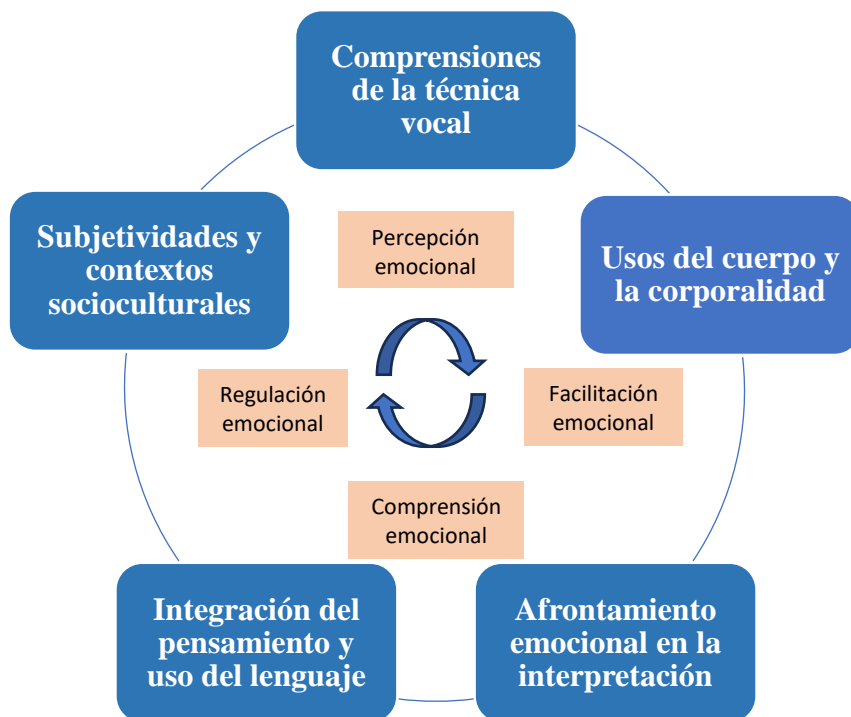 Comprensiones
de la técnica
vocal
Subjetividades y
contextos
socioculturales
Percepción
emocional
Usos del cuerpo y
la corporalidad
Regulación
emocional
Facilitación
emocional
Comprensión
emocional
Integración del
pensamiento y
uso del lenguaje
Afrontamiento
emocional en la
interpretación